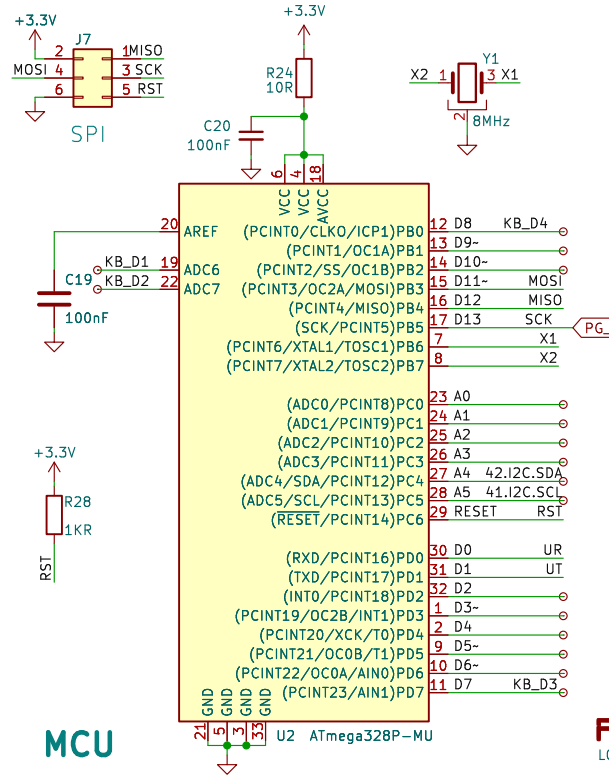 +3.3V
+3.3V
J7
2 1 MISO
MOSI 4 3 SCK
6 5 RST
SPI
R24
10R
C20
100nF
Y1
X2 1 3 X1
2
8MHz
6 4 18
VCC VCC AVCC
20 AREF
KB_D1 19 ADC6
KB_D2 22 ADC7
C19
100nF
(PCINT0/CLKO/ICP1)PB0 12 D8 KB_D4
(PCINT1/OC1A)PB1 13 D9~
(PCINT2/SS/OC1B)PB2 14 D10~
(PCINT3/OC2A/MOSI)PB3 15 D11~ MOSI
(PCINT4/MISO)PB4 16 D12 MISO
(SCK/PCINT5)PB5 17 D13 SCK PG_
(PCINT6/XTAL1/TOSC1)PB6 7 X1
(PCINT7/XTAL2/TOSC2)PB7 8 X2
(ADC0/PCINT8)PC0 23 A0
(ADC1/PCINT9)PC1 24 A1
(ADC2/PCINT10)PC2 25 A2
(ADC3/PCINT11)PC3 26 A3
(ADC4/SDA/PCINT12)PC4 27 A4 42.I2C.SDA
(ADC5/SCL/PCINT13)PC5 28 A5 41.I2C.SCL
(RESET/PCINT14)PC6 29 RESET RST
+3.3V
R28
1KR
RST
(RXD/PCINT16)PD0 30 D0 UR
(TXD/PCINT17)PD1 31 D1 UT
(INT0/PCINT18)PD2 32 D2
(PCINT19/OC2B/INT1)PD3 1 D3~
(PCINT20/XCK/T0)PD4 2 D4
(PCINT21/OC0B/T1)PD5 9 D5~
(PCINT22/OC0A/AIN0)PD6 10 D6~
(PCINT23/AIN1)PD7 11 D7 KB_D3
GND GND GND GND
21 5 3 33
U2 ATmega328P-MU
MCU
F
LO